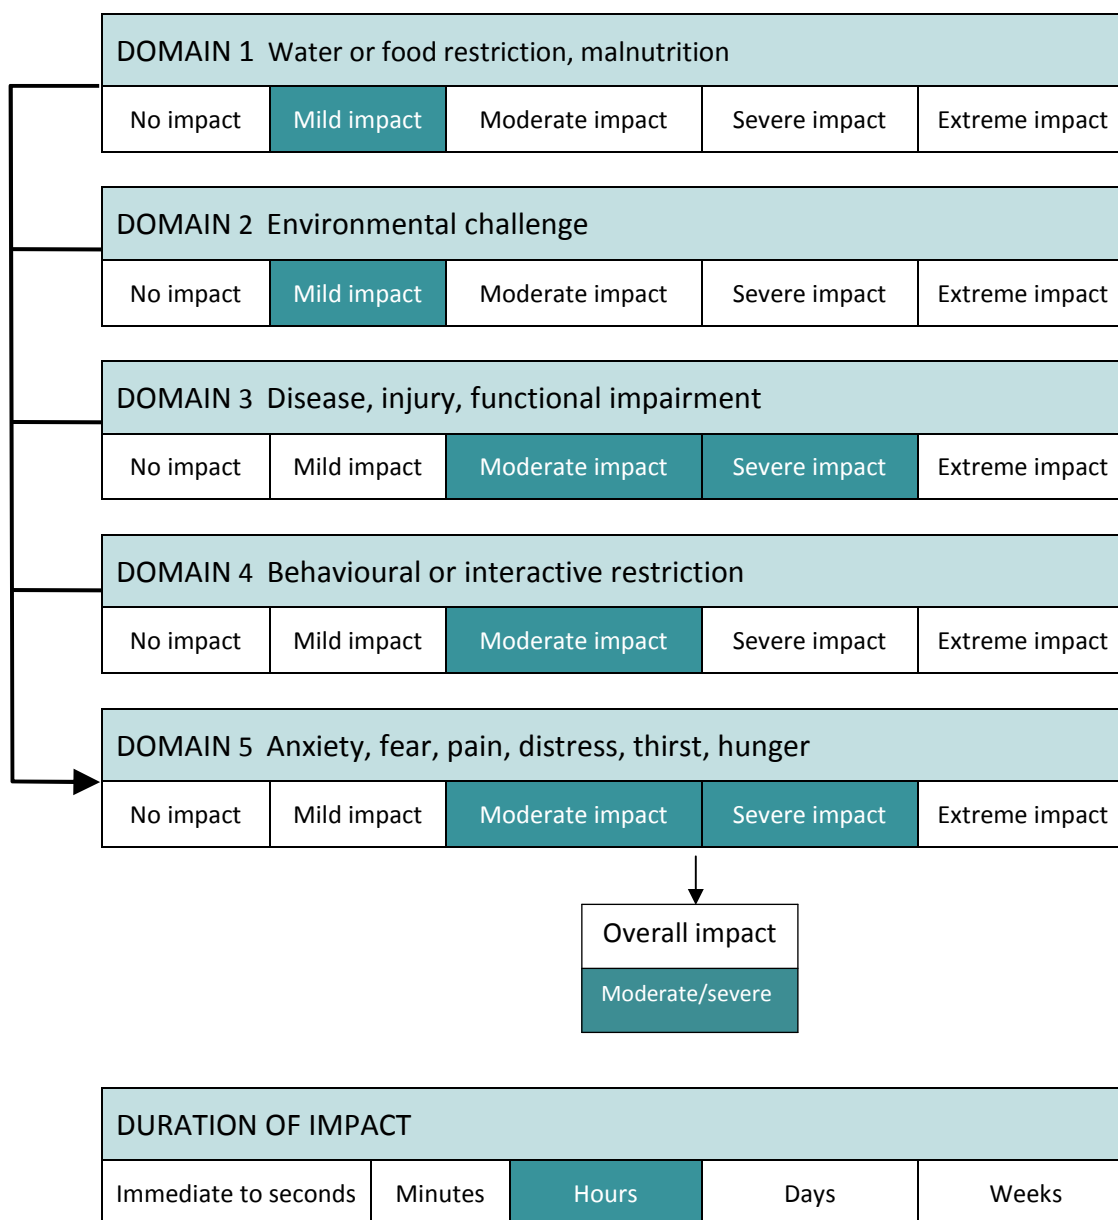 DOMAIN 1 Water or food restriction, malnutrition
No impact Mild impact Moderate impact Severe impact Extreme impact
DOMAIN 2 Environmental challenge
No impact Mild impact Moderate impact Severe impact Extreme impact
DOMAIN 3 Disease, injury, functional impairment
No impact Mild impact Moderate impact Severe impact Extreme impact
DOMAIN 4 Behavioural or interactive restriction
No impact Mild impact Moderate impact Severe impact Extreme impact
DOMAIN 5 Anxiety, fear, pain, distress, thirst, hunger
No impact Mild impact Moderate impact Severe impact Extreme impact
Overall impact
Moderate/severe
DURATION OF IMPACT
Immediate to seconds Minutes Hours Days Weeks